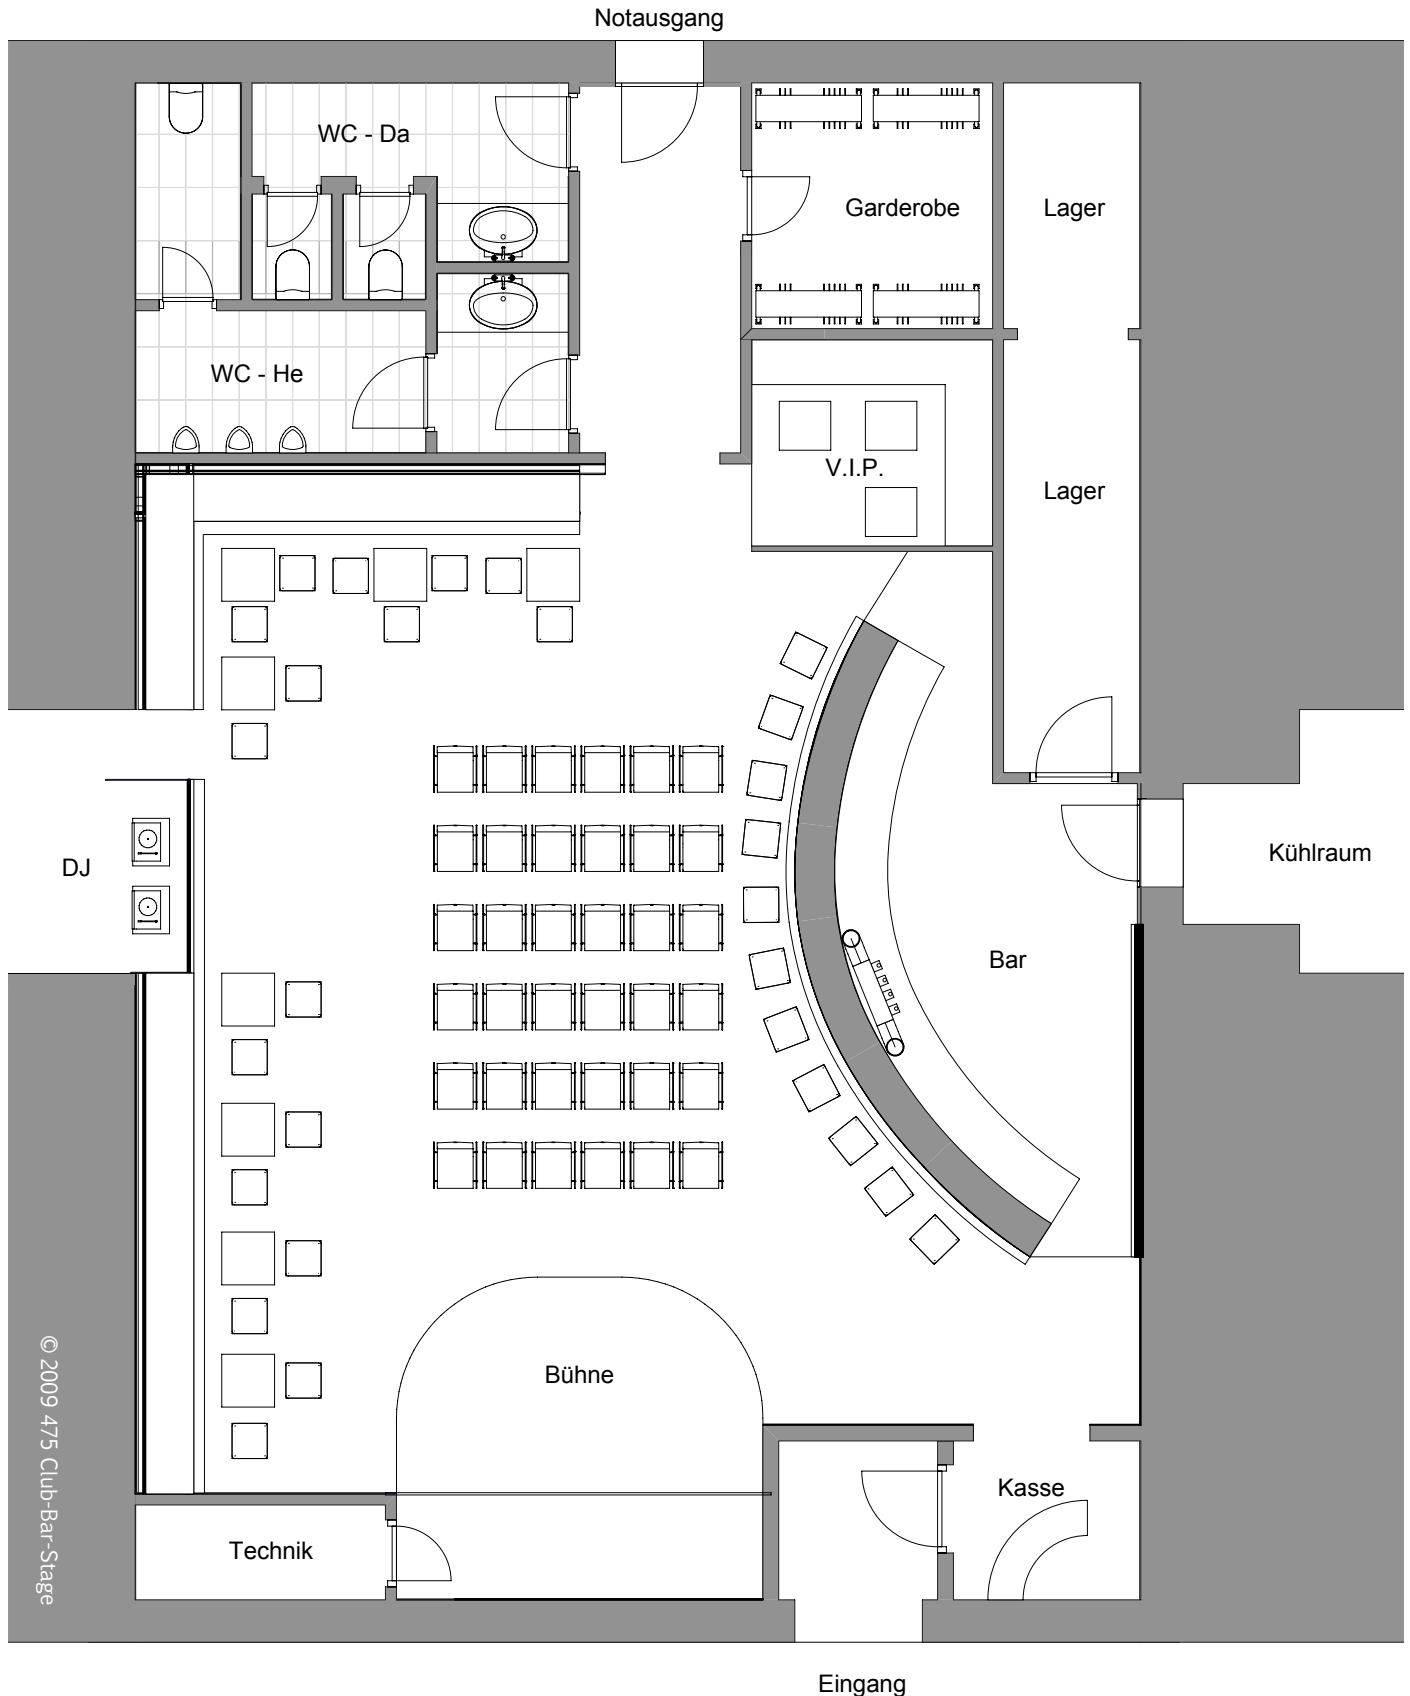 Notausgang
WC - Da
Garderobe
Lager
WC - He
V.I.P.
Lager
DJ
Kühlraum
Bar
Bühne
Kasse
Technik
© 2009 475 Club-Bar-Stage
Eingang